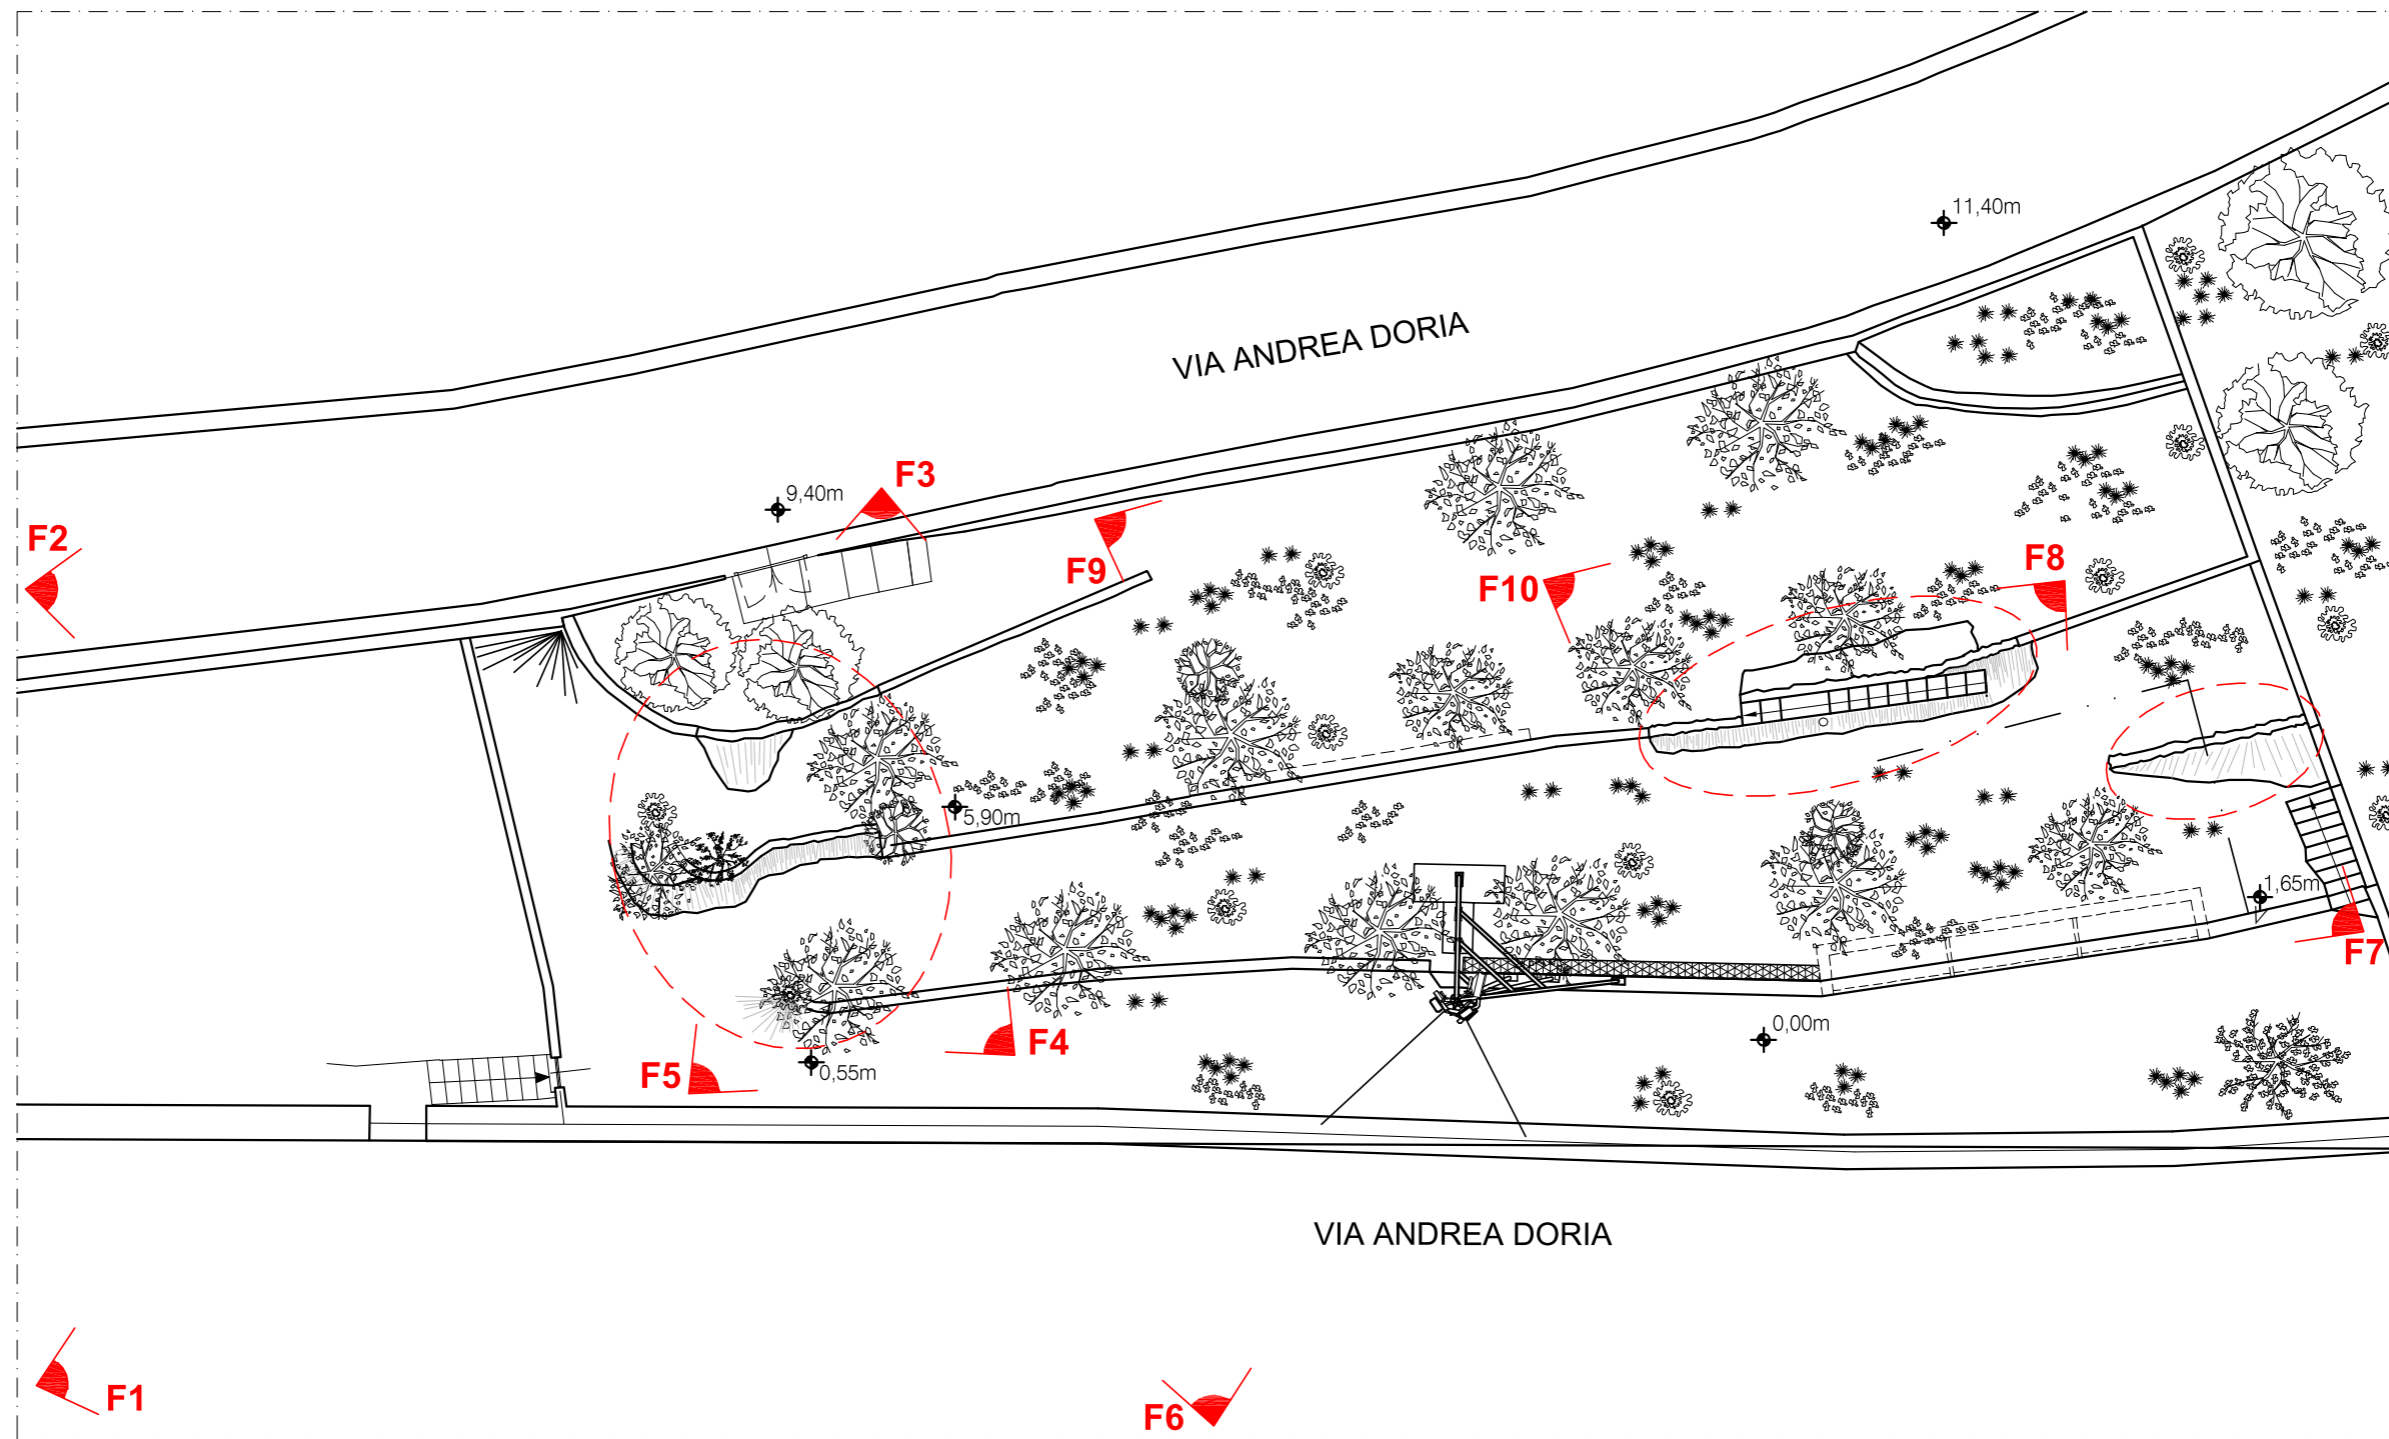 11,40m
VIA ANDREA DORIA
F3
9,40m
F2
F9
F10
F8
5,90m
1,65m
F7
0,00m
F4
F5
0,55m
VIA ANDREA DORIA
F1
F6